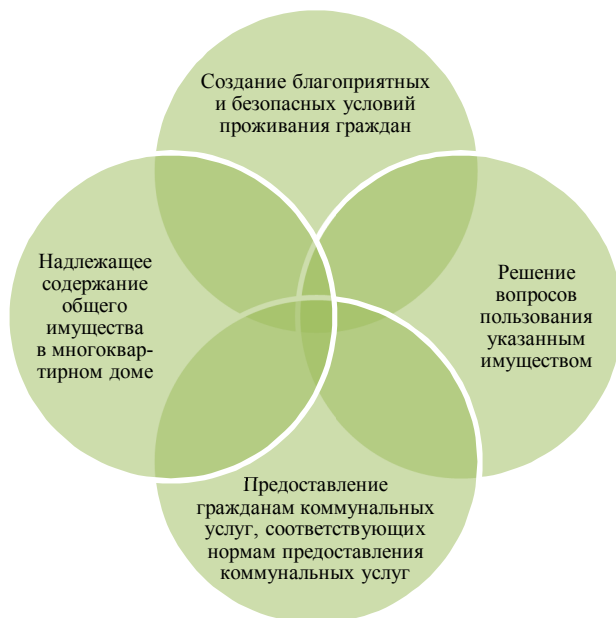 Создание благоприятных
и безопасных условий
проживания граждан
Надлежащее
содержание
общего
имущества
в многоквар-
тирном доме
Решение
вопросов
пользования
указанным
имуществом
Предоставление
гражданам коммунальных
услуг, соответствующих
нормам предоставления
коммунальных услуг